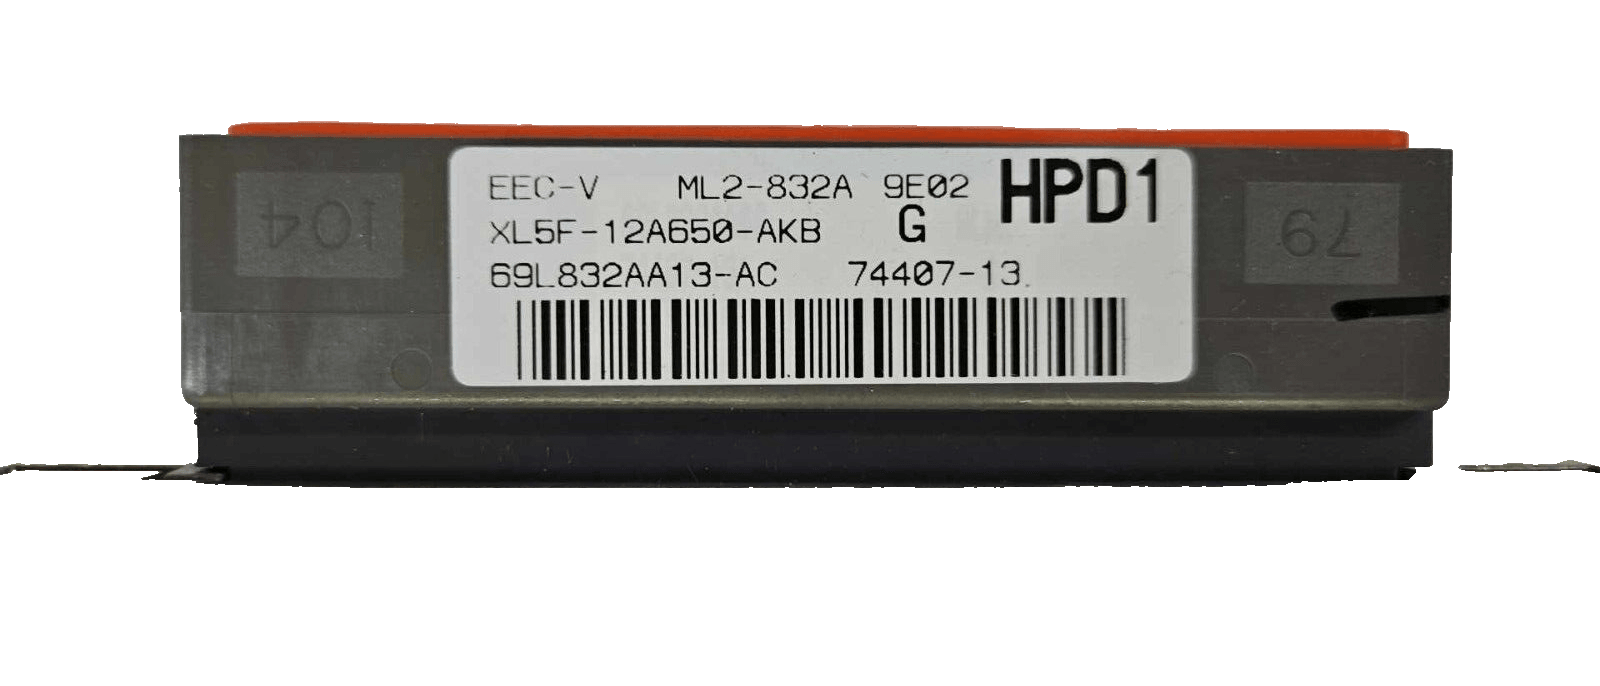 EEC-V ML2-832A 9E02 HPD1
XL5F-12A650-AKB G
69L832AA13-AC 74407-13
104
79